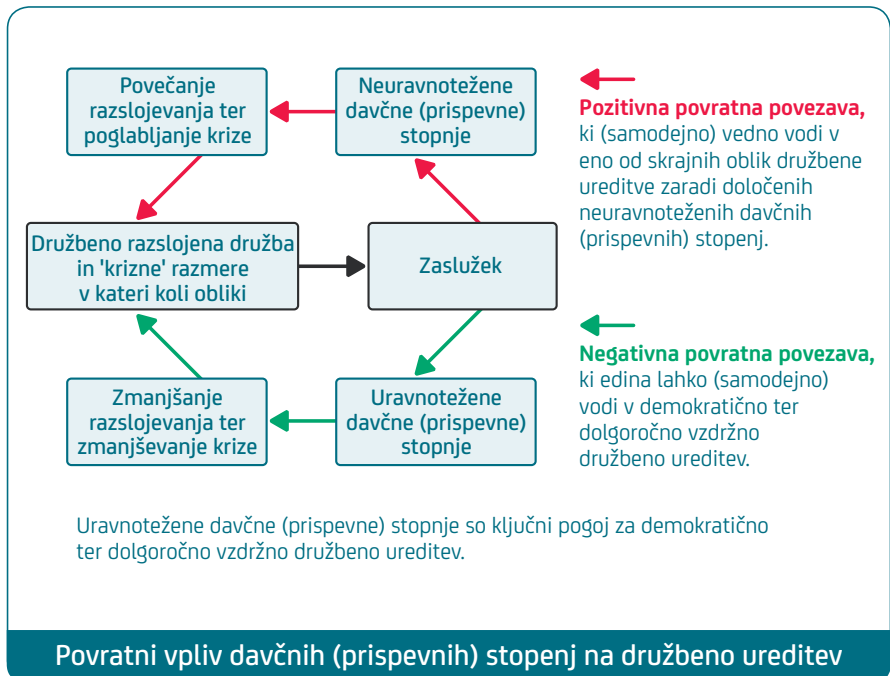 Povečanje
razslojevanja ter
poglabljanje krize
Neuravnotežene
davčne (prispevne)
stopnje
Pozitivna povratna povezava,
ki (samodejno) vedno vodi v
eno od skrajnih oblik družbene
ureditve zaradi določenih
neuravnoteženih davčnih
(prispevnih) stopenj.
Družbeno razslojena družba
in 'krizne' razmere
v kateri koli obliki
Zaslužek
Negativna povratna povezava,
ki edina lahko (samodejno)
vodi v demokratično ter
dolgoročno vzdržno
družbeno ureditev.
Zmanjšanje
razslojevanja ter
zmanjševanje krize
Uravnotežene
davčne (prispevne)
stopnje
Uravnotežene davčne (prispevne) stopnje so ključni pogoj za demokratično
ter dolgoročno vzdržno družbeno ureditev.
Povratni vpliv davčnih (prispevnih) stopenj na družbeno ureditev